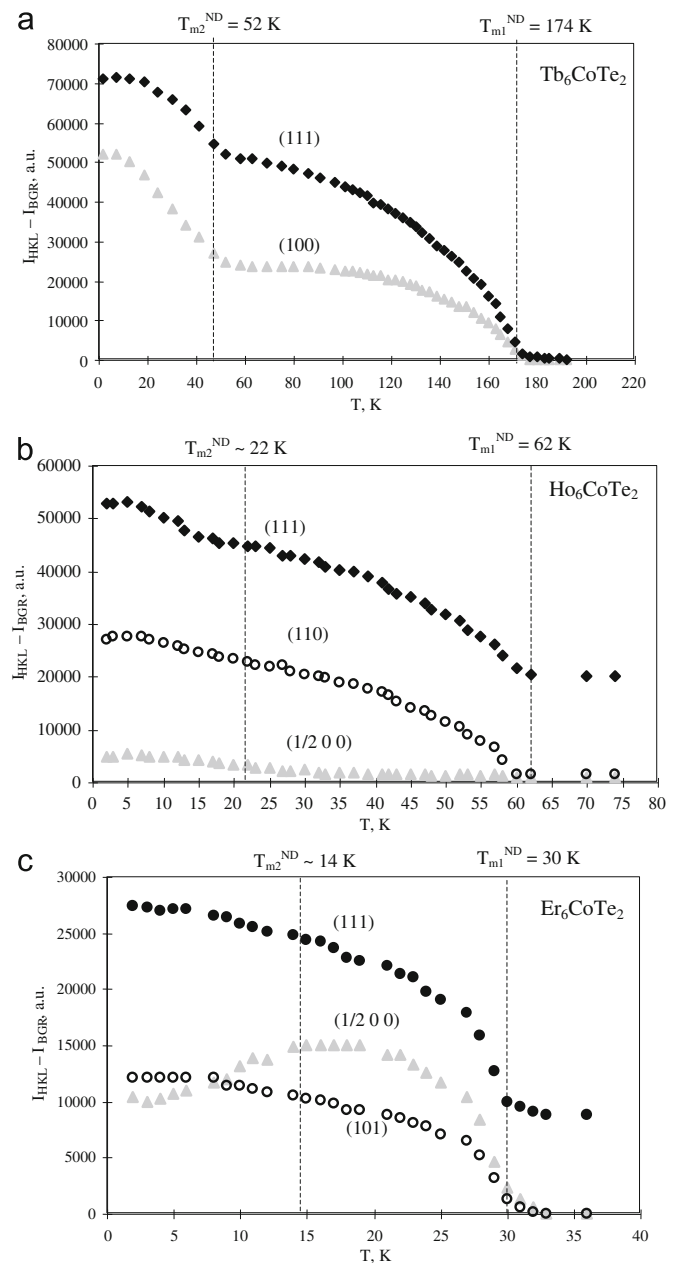 a
T_m2^ND = 52 K
T_m1^ND = 174 K
80000
70000
60000
50000
40000
30000
20000
10000
0
I_HKL – I_BGR, a.u.
Tb6CoTe2
(111)
(100)
0 20 40 60 80 100 120 140 160 180 200 220
T, K
b
T_m2^ND ~ 22 K
T_m1^ND = 62 K
60000
50000
40000
30000
20000
10000
0
I_HKL – I_BGR, a.u.
Ho6CoTe2
(111)
(110)
(1/2 0 0)
0 5 10 15 20 25 30 35 40 45 50 55 60 65 70 75 80
T, K
c
T_m2^ND ~ 14 K
T_m1^ND = 30 K
30000
25000
20000
15000
10000
5000
0
I_HKL – I_BGR, a.u.
Er6CoTe2
(111)
(1/2 0 0)
(101)
0 5 10 15 20 25 30 35 40
T, K